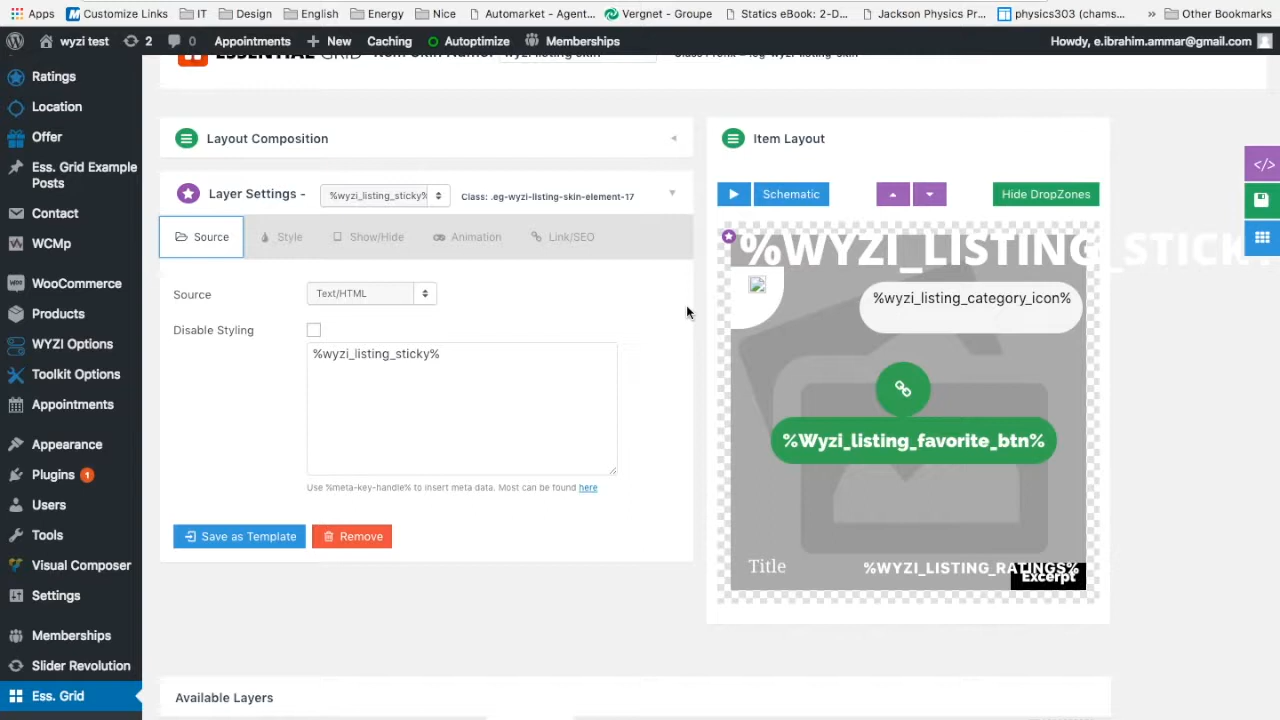 Apps
Customize Links
IT
Design
English
Energy
Nice
Automarket - Agent...
Vergnet - Groupe
Statics eBook: 2-D...
Jackson Physics Pr...
physics303 (chams...
»
Other Bookmarks
wyzi test
2
0
Appointments
+ New
Caching
Autoptimize
Memberships
Howdy, e.ibrahim.ammar@gmail.com
Ratings
Location
Offer
Ess. Grid Example
Posts
Contact
WCMp
WooCommerce
Products
WYZI Options
Toolkit Options
Appointments
Appearance
Plugins 1
Users
Tools
Visual Composer
Settings
Memberships
Slider Revolution
Ess. Grid
ESSENTIAL GRID Item Skin Name: wyzi listing skin Class Prefix = .eg-wyzi-listing-skin-
Layout Composition
Layer Settings - %wyzi_listing_sticky% Class: .eg-wyzi-listing-skin-element-17
Source
Style
Show/Hide
Animation
Link/SEO
Source Text/HTML
Disable Styling
%wyzi_listing_sticky%
Use %meta-key-handle% to insert meta data. Most can be found here
Save as Template
Remove
Item Layout
Schematic
Hide DropZones
</>
%WYZI_LISTING_STICKY
%wyzi_listing_category_icon%
%Wyzi_listing_favorite_btn%
Title
%WYZI_LISTING_RATINGS%
Excerpt
Available Layers